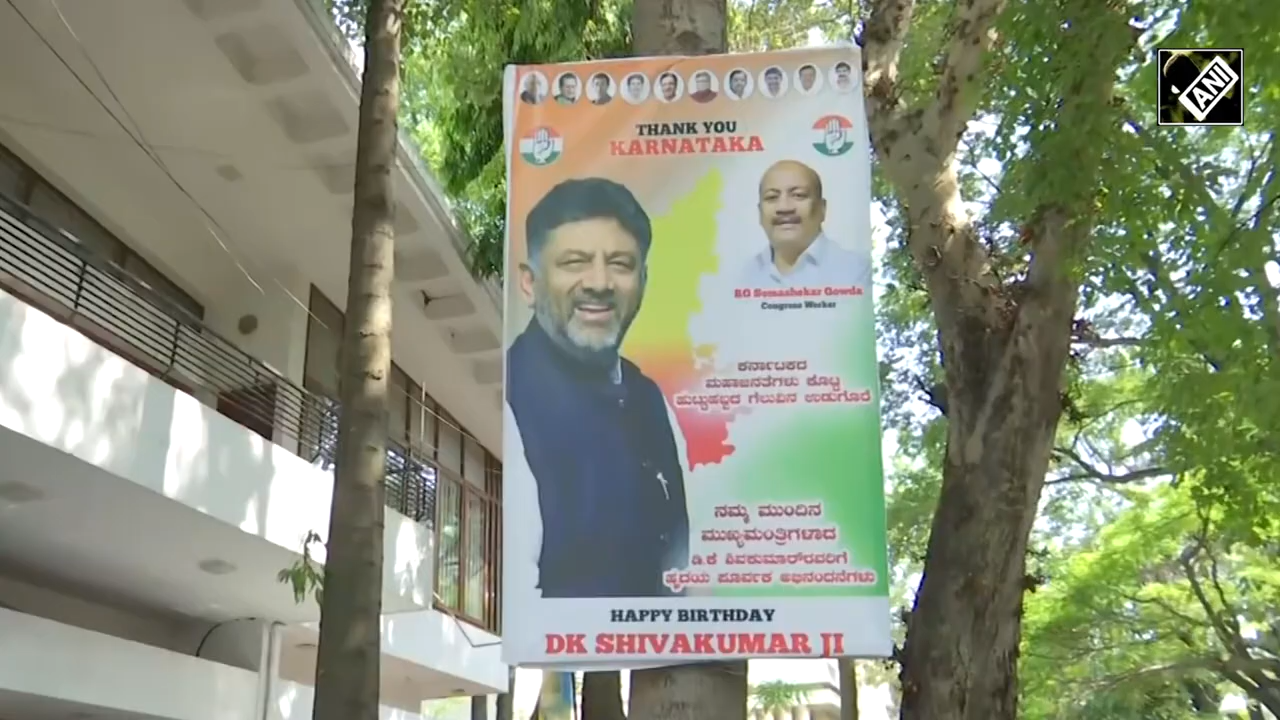 ANI
THANK YOU
KARNATAKA
B.G Somashekar Gowda
Congress Worker
ಕರ್ನಾಟಕದ
ಮಹಾಜನತೆಗಳು ಕೊಟ್ಟ
ಹುಟ್ಟುಹಬ್ಬದ ಗೆಲುವಿನ ಉಡುಗೊರೆ
ನಮ್ಮ ಮುಂದಿನ
ಮುಖ್ಯಮಂತ್ರಿಗಳಾದ
ಡಿ.ಕೆ ಶಿವಕುಮಾರ್‌ರವರಿಗೆ
ಹೃದಯ ಪೂರ್ವಕ ಅಭಿನಂದನೆಗಳು
HAPPY BIRTHDAY
DK SHIVAKUMAR JI